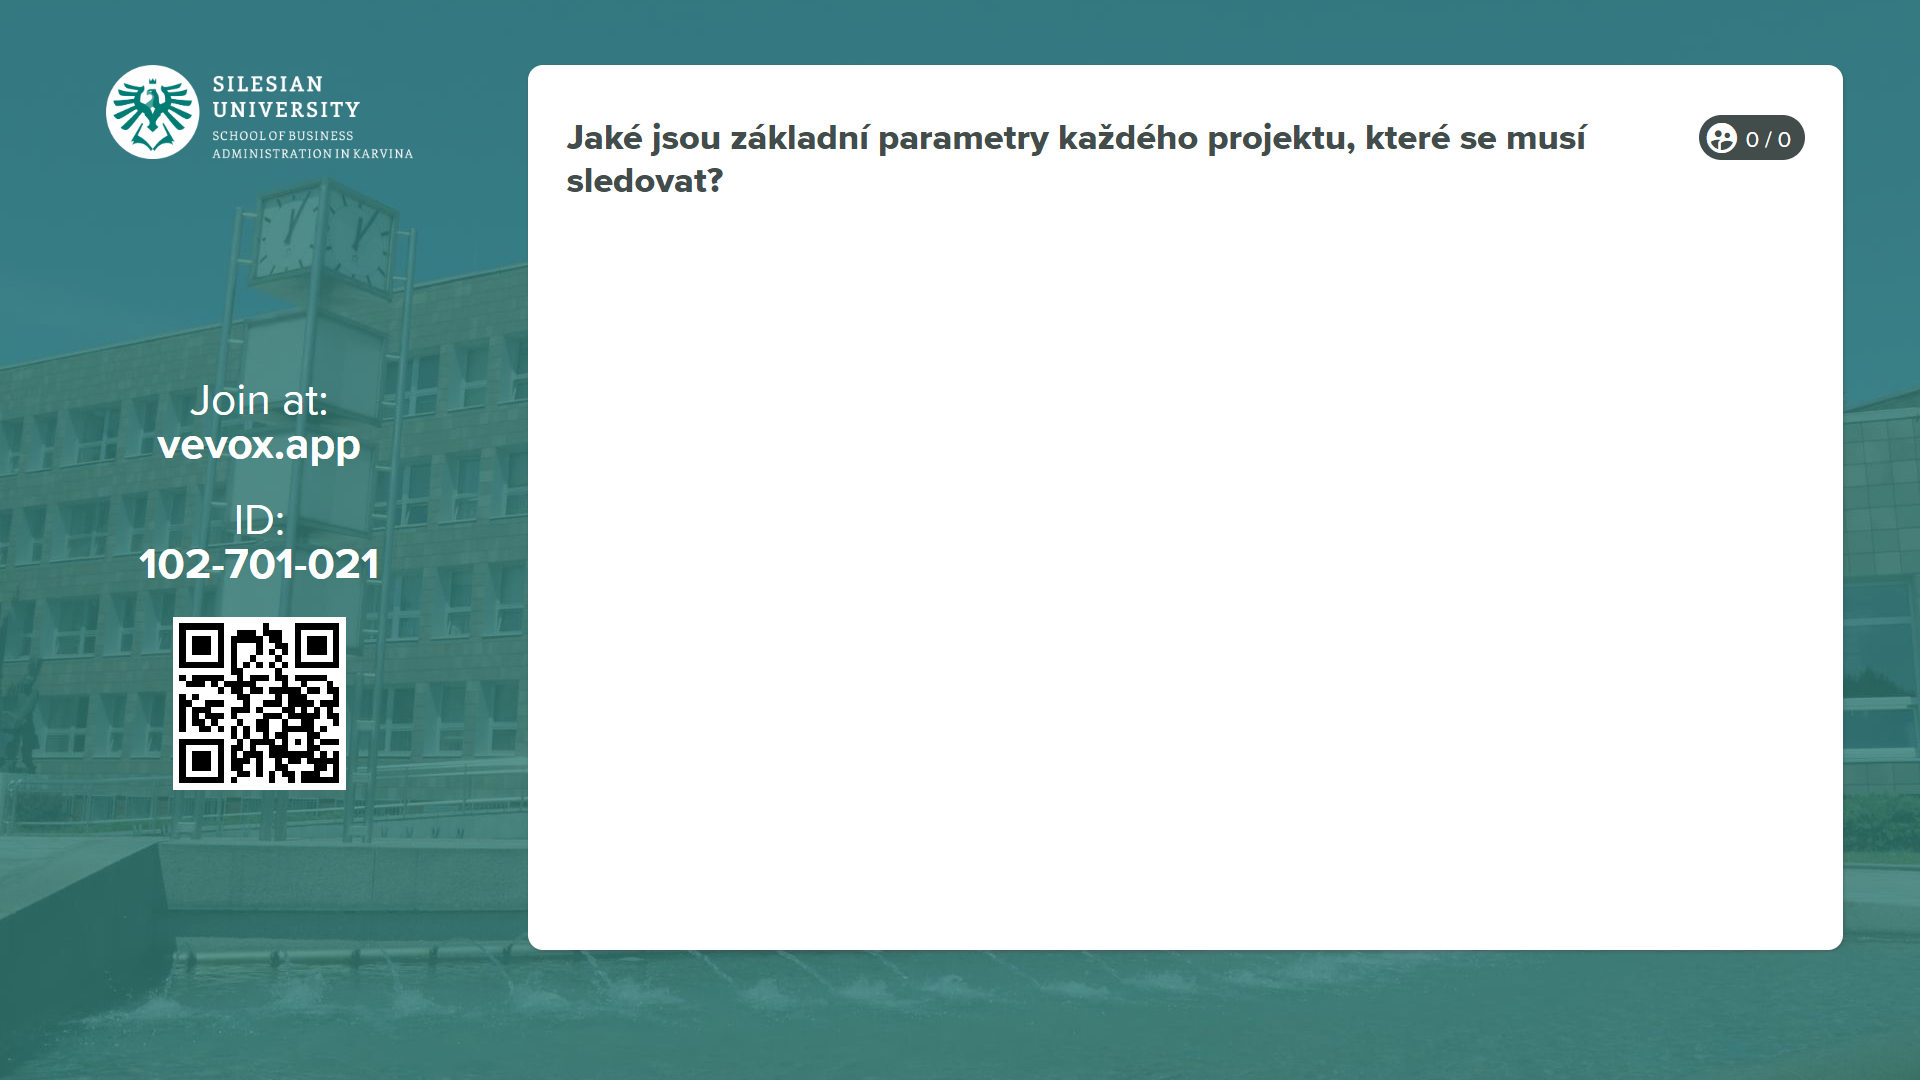 SILESIAN
UNIVERSITY
SCHOOL OF BUSINESS
ADMINISTRATION IN KARVINA
Join at:
vevox.app
ID:
102-701-021
Jaké jsou základní parametry každého projektu, které se musí
sledovat?
0 / 0